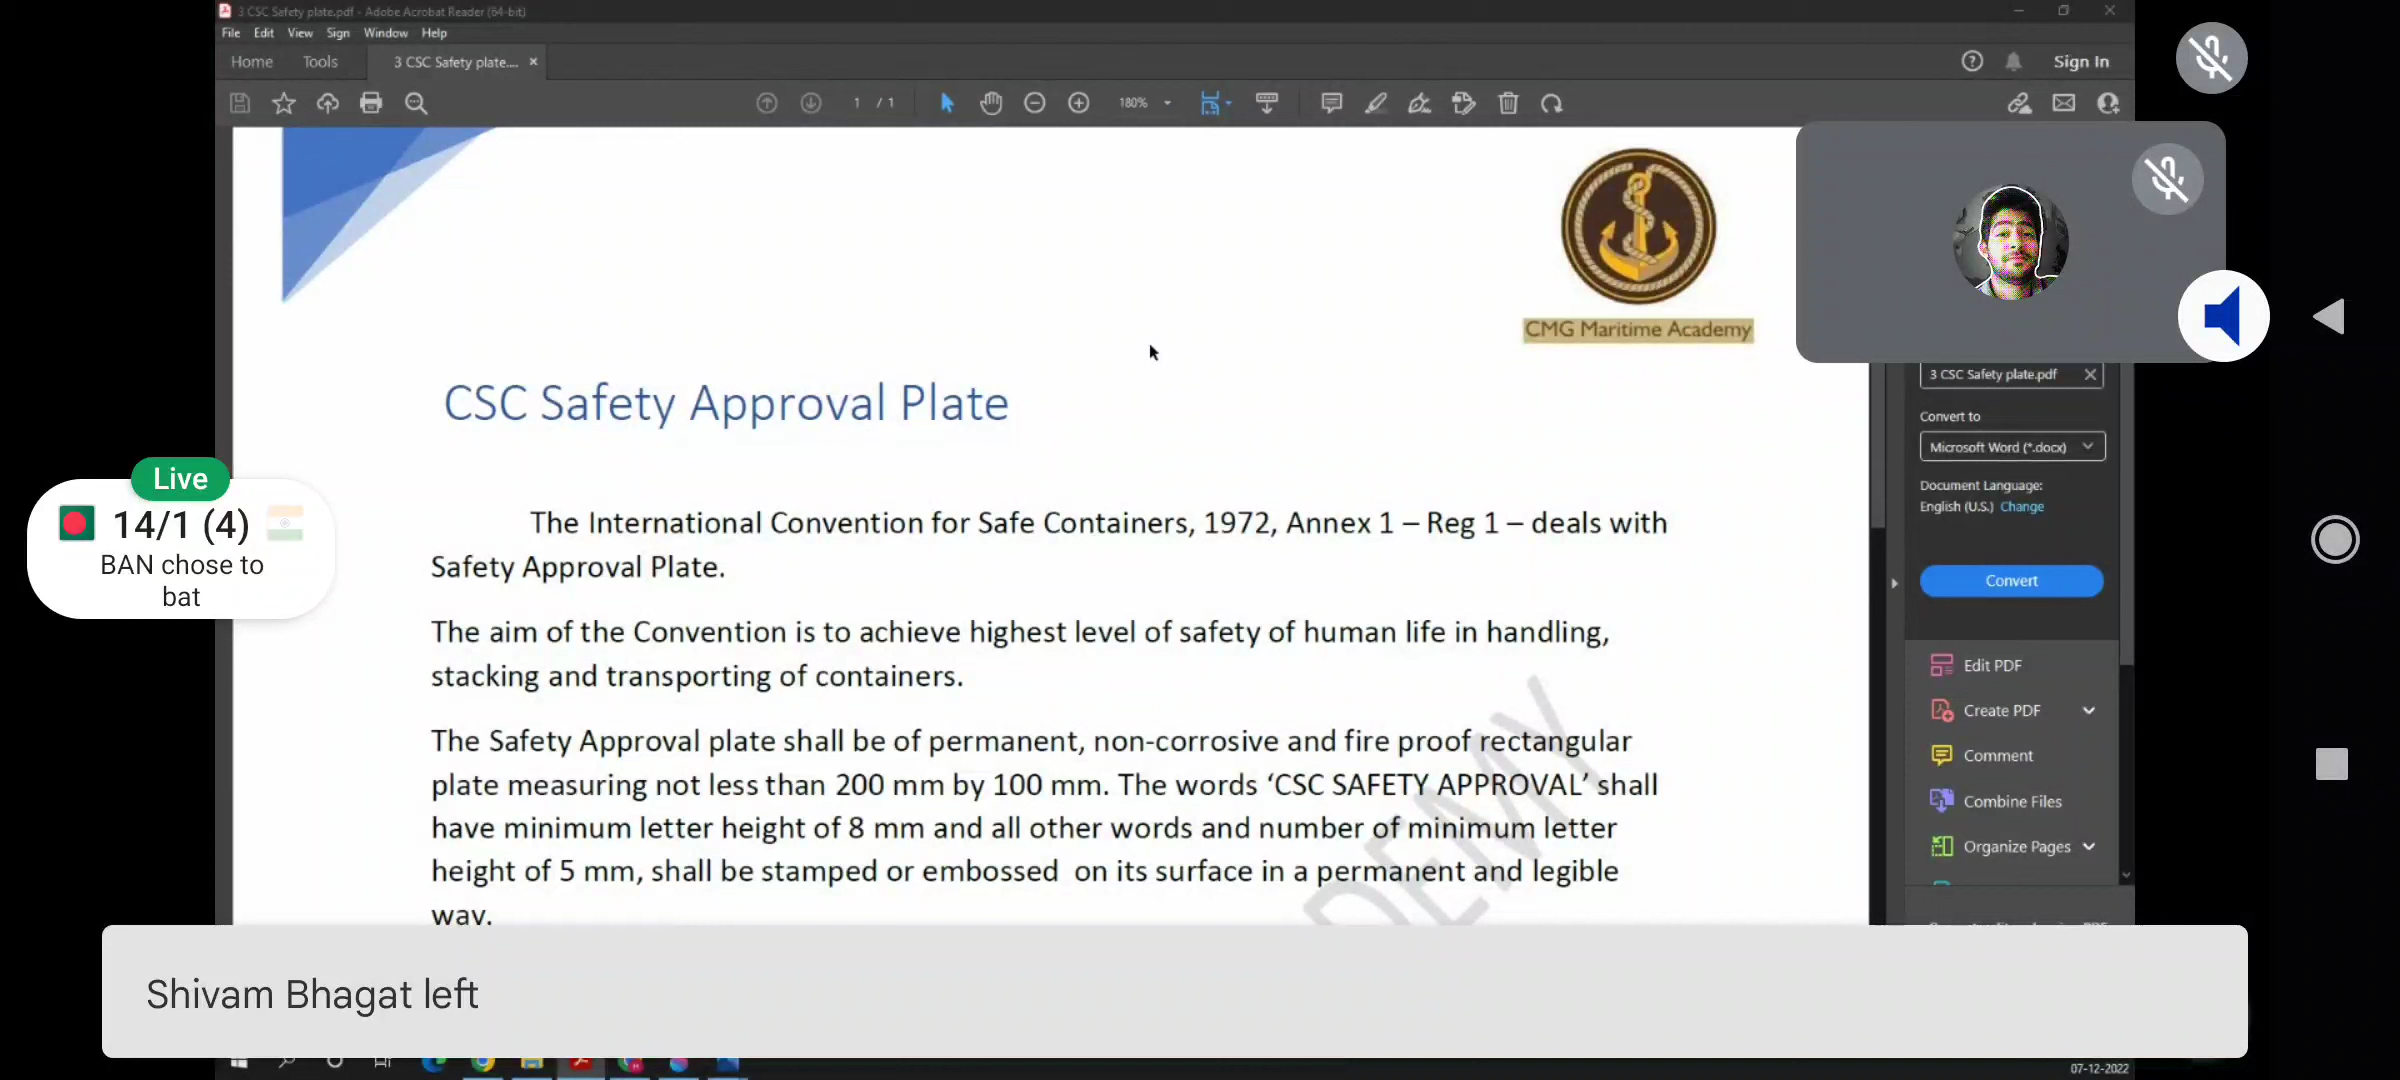 3 CSC Safety plate.pdf - Adobe Acrobat Reader (64-bit)
File Edit View Sign Window Help
Home Tools 3 CSC Safety plate.... × Sign In
1 / 1 180%
CMG Maritime Academy
CSC Safety Approval Plate
The International Convention for Safe Containers, 1972, Annex 1 – Reg 1 – deals with
Safety Approval Plate.
The aim of the Convention is to achieve highest level of safety of human life in handling,
stacking and transporting of containers.
The Safety Approval plate shall be of permanent, non-corrosive and fire proof rectangular
plate measuring not less than 200 mm by 100 mm. The words ‘CSC SAFETY APPROVAL’ shall
have minimum letter height of 8 mm and all other words and number of minimum letter
height of 5 mm, shall be stamped or embossed on its surface in a permanent and legible
way.
DEMY
Live
14/1 (4)
BAN chose to
bat
3 CSC Safety plate.pdf
Convert to
Microsoft Word (*.docx)
Document Language:
English (U.S.) Change
Convert
Edit PDF
Create PDF
Comment
Combine Files
Organize Pages
Shivam Bhagat left
07-12-2022